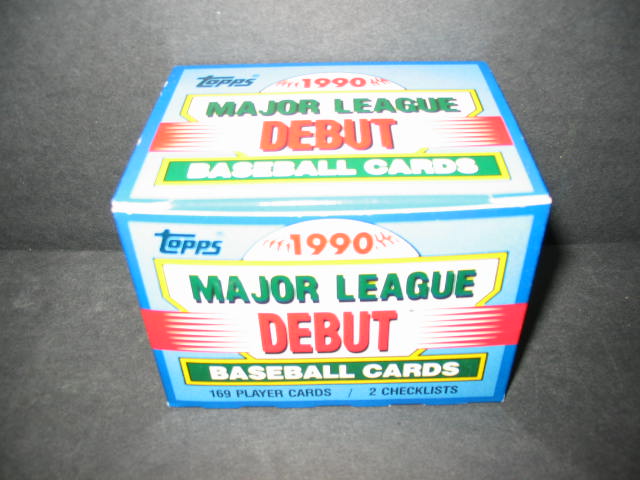 Topps
1990
MAJOR LEAGUE
DEBUT
BASEBALL CARDS
Topps
1990
MAJOR LEAGUE
DEBUT
BASEBALL CARDS
169 PLAYER CARDS / 2 CHECKLISTS